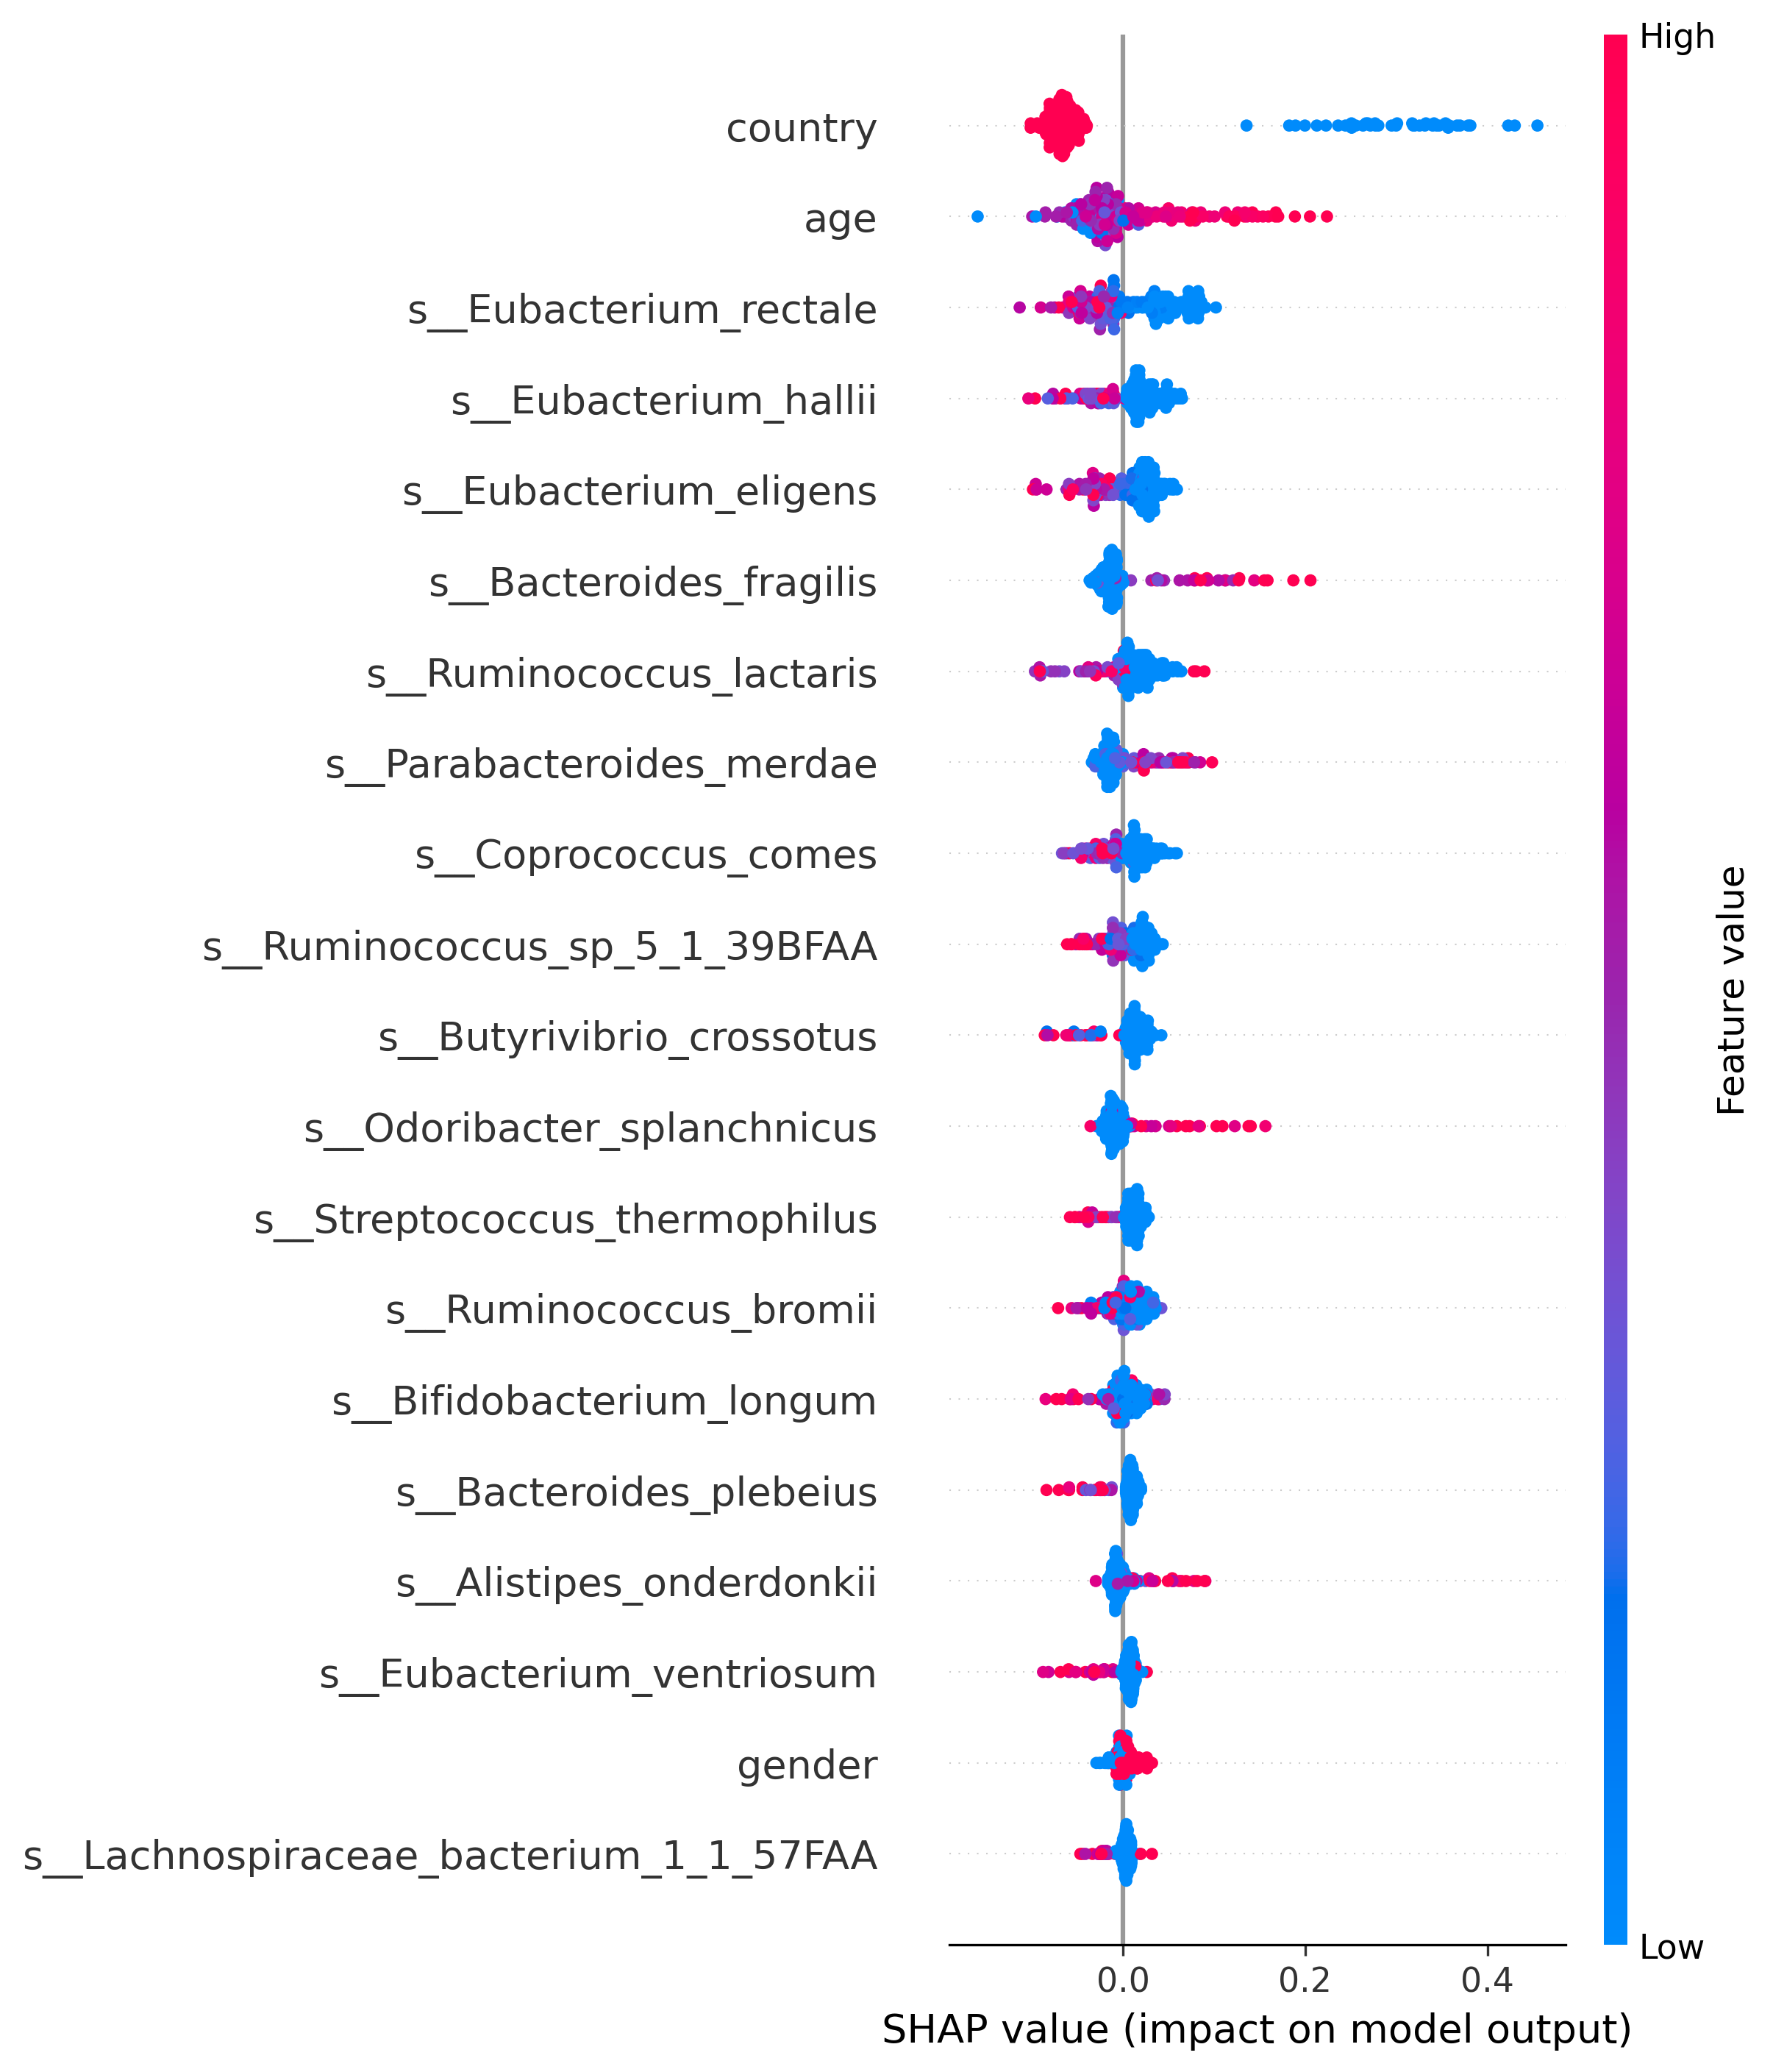 High
country
age
s__Eubacterium_rectale
s__Eubacterium_hallii
s__Eubacterium_eligens
s__Bacteroides_fragilis
s__Ruminococcus_lactaris
s__Parabacteroides_merdae
s__Coprococcus_comes
s__Ruminococcus_sp_5_1_39BFAA
s__Butyrivibrio_crossotus
s__Odoribacter_splanchnicus
s__Streptococcus_thermophilus
s__Ruminococcus_bromii
s__Bifidobacterium_longum
s__Bacteroides_plebeius
s__Alistipes_onderdonkii
s__Eubacterium_ventriosum
gender
s__Lachnospiraceae_bacterium_1_1_57FAA
Feature value
Low
0.0 0.2 0.4
SHAP value (impact on model output)